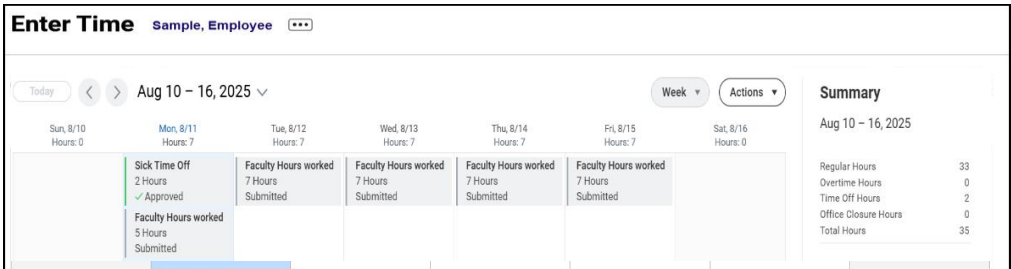 Enter Time Sample, Employee
Today Aug 10 – 16, 2025 Week Actions
Sun, 8/10 Mon, 8/11 Tue, 8/12 Wed, 8/13 Thu, 8/14 Fri, 8/15 Sat, 8/16
Hours: 0 Hours: 7 Hours: 7 Hours: 7 Hours: 7 Hours: 7 Hours: 0
Sick Time Off Faculty Hours worked Faculty Hours worked Faculty Hours worked Faculty Hours worked
2 Hours 7 Hours 7 Hours 7 Hours 7 Hours
✓ Approved Submitted Submitted Submitted Submitted
Faculty Hours worked
5 Hours
Submitted
Summary
Aug 10 – 16, 2025
Regular Hours 33
Overtime Hours 0
Time Off Hours 2
Office Closure Hours 0
Total Hours 35